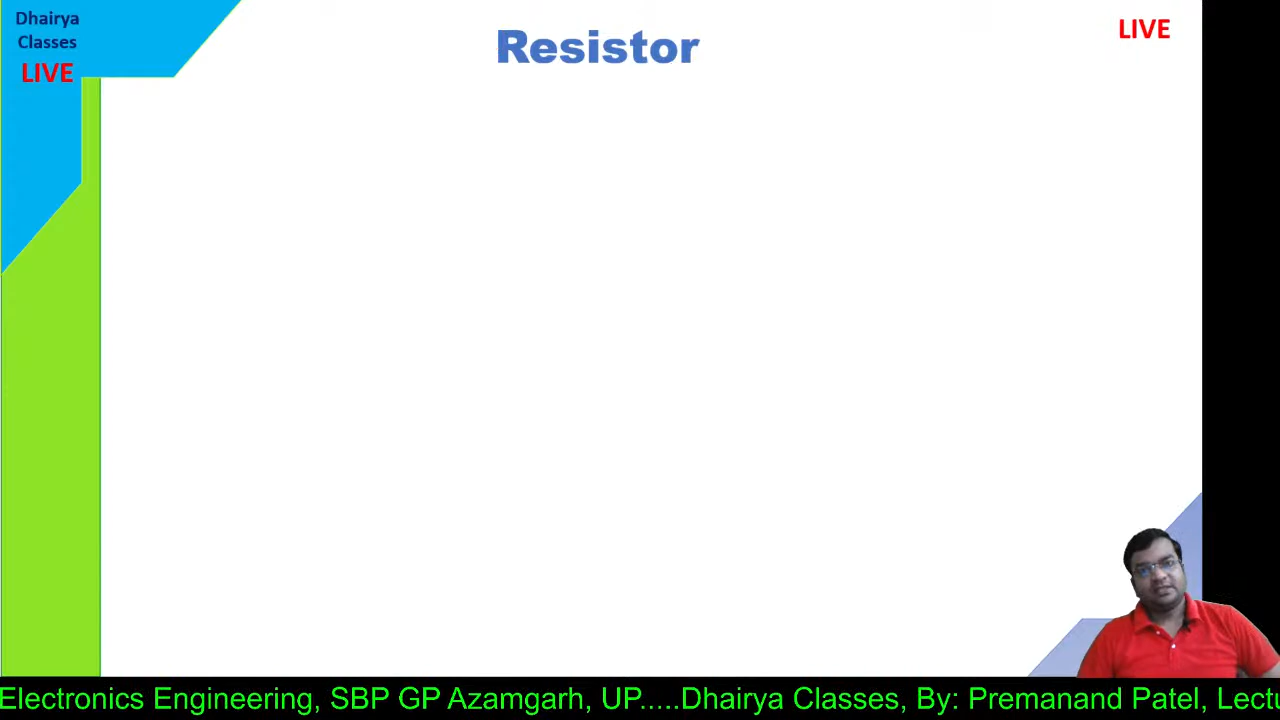 Dhairya
Classes
LIVE
Resistor
LIVE
Electronics Engineering, SBP GP Azamgarh, UP.....Dhairya Classes, By: Premanand Patel, Lectu